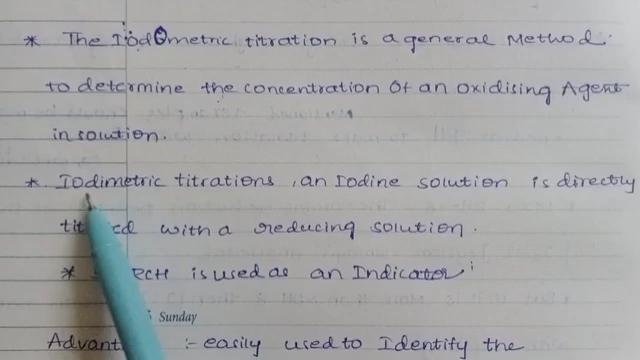 * The Iodometric titration is a general Method.
to determine the concentration of an oxidising Agent
in solution.
* Iodimetric titrations, an Iodine solution is directly
with a reducing solution.
* is used as an Indicator
Sunday
:- easily used to Identify the